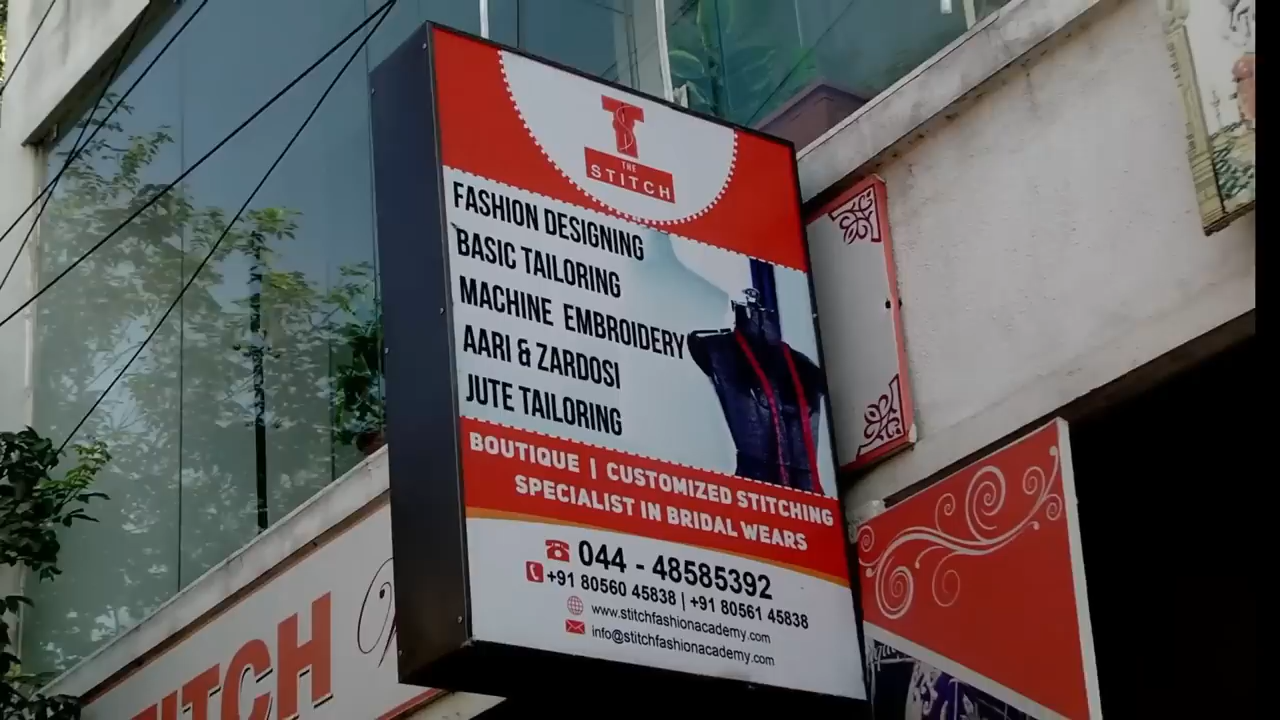 THE
STITCH
FASHION DESIGNING
BASIC TAILORING
MACHINE EMBROIDERY
AARI & ZARDOSI
JUTE TAILORING
BOUTIQUE | CUSTOMIZED STITCHING
SPECIALIST IN BRIDAL WEARS
044 - 48585392
+91 80560 45838 | +91 80561 45838
www.stitchfashionacademy.com
info@stitchfashionacademy.com
TITCH